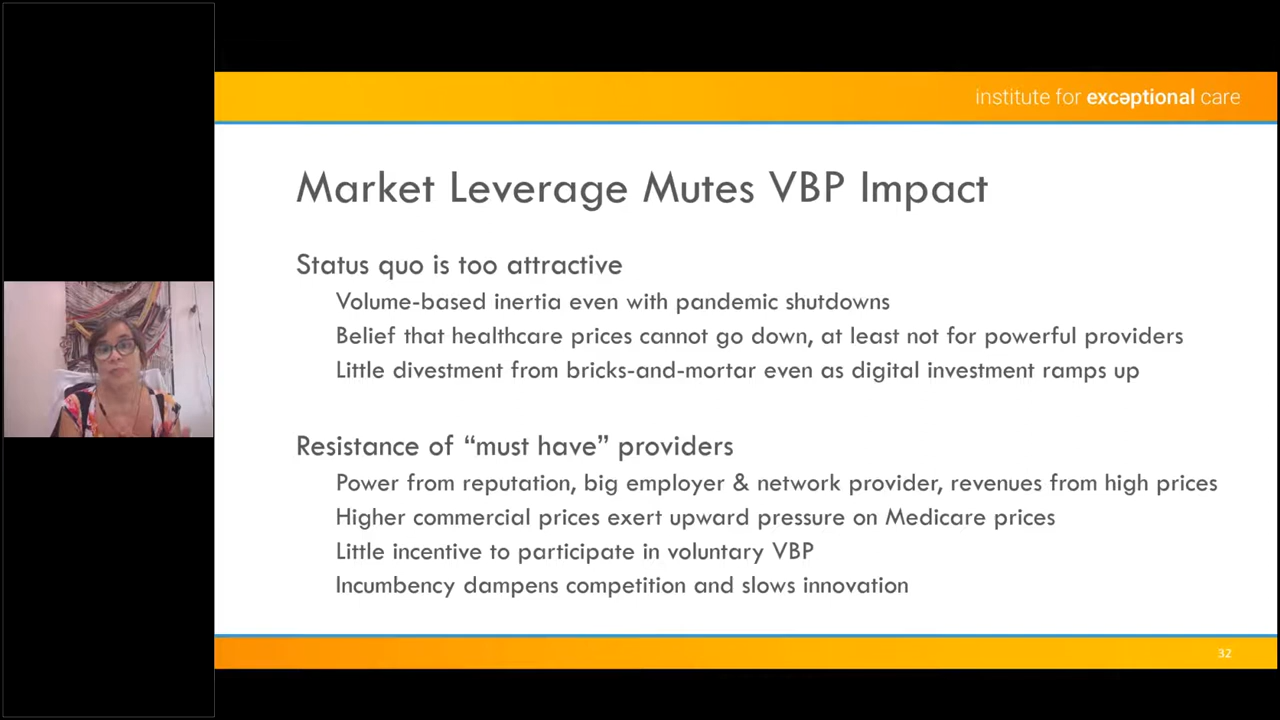 institute for excəptional care
Market Leverage Mutes VBP Impact
Status quo is too attractive
Volume-based inertia even with pandemic shutdowns
Belief that healthcare prices cannot go down, at least not for powerful providers
Little divestment from bricks-and-mortar even as digital investment ramps up
Resistance of “must have” providers
Power from reputation, big employer & network provider, revenues from high prices
Higher commercial prices exert upward pressure on Medicare prices
Little incentive to participate in voluntary VBP
Incumbency dampens competition and slows innovation
32